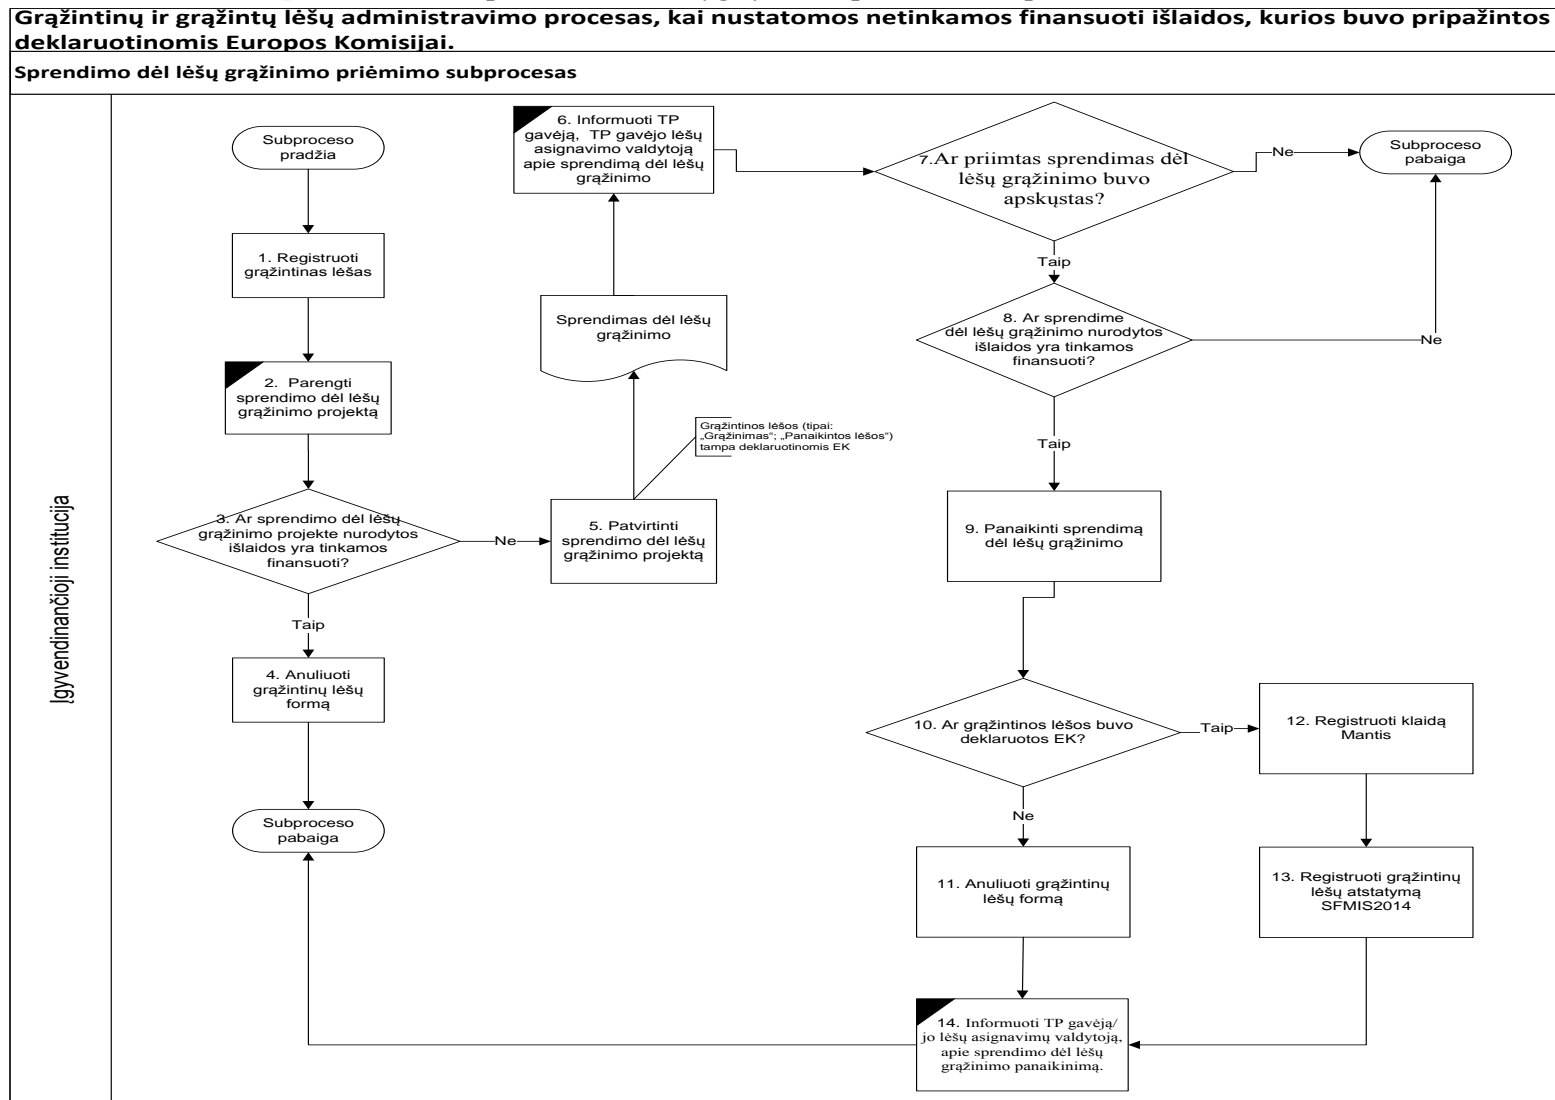 Grąžintinų ir grąžintų lėšų administravimo procesas, kai nustatomos netinkamos finansuoti išlaidos, kurios buvo pripažintos
deklaruotinomis Europos Komisijai.
Sprendimo dėl lėšų grąžinimo priėmimo subprocesas
Įgyvendinančioji institucija
Subproceso
pradžia
1. Registruoti
grąžintinas lėšas
2. Parengti
sprendimo dėl lėšų
grąžinimo projektą
3. Ar sprendimo dėl lėšų
grąžinimo projekte nurodytos
išlaidos yra tinkamos
finansuoti?
Taip
Ne
4. Anuliuoti
grąžintinų lėšų
formą
Subproceso
pabaiga
5. Patvirtinti
sprendimo dėl lėšų
grąžinimo projektą
Grąžintinos lėšos (tipai:
„Grąžinimas“; „Panaikintos lėšos“)
tampa deklaruotinomis EK
Sprendimas dėl lėšų
grąžinimo
6. Informuoti TP
gavėją, TP gavėjo lėšų
asignavimo valdytoją
apie sprendimą dėl lėšų
grąžinimo
7.Ar priimtas sprendimas dėl
lėšų grąžinimo buvo
apskųstas?
Ne
Subproceso
pabaiga
Taip
8. Ar sprendime
dėl lėšų grąžinimo nurodytos
išlaidos yra tinkamos
finansuoti?
Ne
Taip
9. Panaikinti sprendimą
dėl lėšų grąžinimo
10. Ar grąžintinos lėšos buvo
deklaruotos EK?
Taip
12. Registruoti klaidą
Mantis
Ne
11. Anuliuoti grąžintinų
lėšų formą
13. Registruoti grąžintinų
lėšų atstatymą
SFMIS2014
14. Informuoti TP gavėją/
jo lėšų asignavimų valdytoją,
apie sprendimo dėl lėšų
grąžinimo panaikinimą.